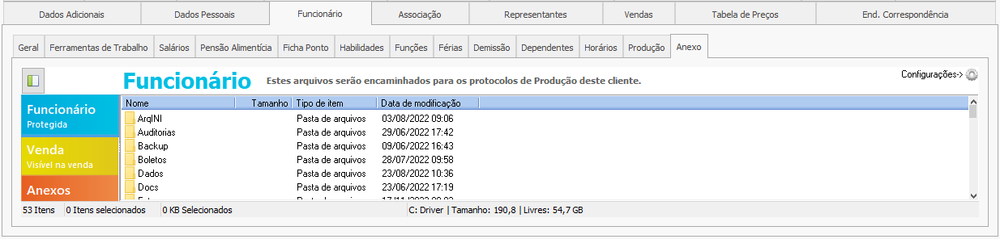 Dados Adicionais Dados Pessoais Funcionário Associação Representantes Vendas Tabela de Preços End. Correspondência
Geral Ferramentas de Trabalho Salários Pensão Alimentícia Ficha Ponto Habilidades Funções Férias Demissão Dependentes Horários Produção Anexo
Funcionário Estes arquivos serão encaminhados para os protocolos de Produção deste cliente. Configurações->
Funcionário
Protegida
Venda
Visível na venda
Anexos
Nome Tamanho Tipo de item Data de modificação
ArqINI Pasta de arquivos 03/08/2022 09:06
Auditorias Pasta de arquivos 29/06/2022 17:42
Backup Pasta de arquivos 09/06/2022 16:43
Boletos Pasta de arquivos 28/07/2022 09:58
Dados Pasta de arquivos 23/08/2022 10:36
Docs Pasta de arquivos 23/06/2022 17:19
53 Itens 0 Itens selecionados 0 KB Selecionados C: Driver | Tamanho: 190,8 | Livres: 54,7 GB